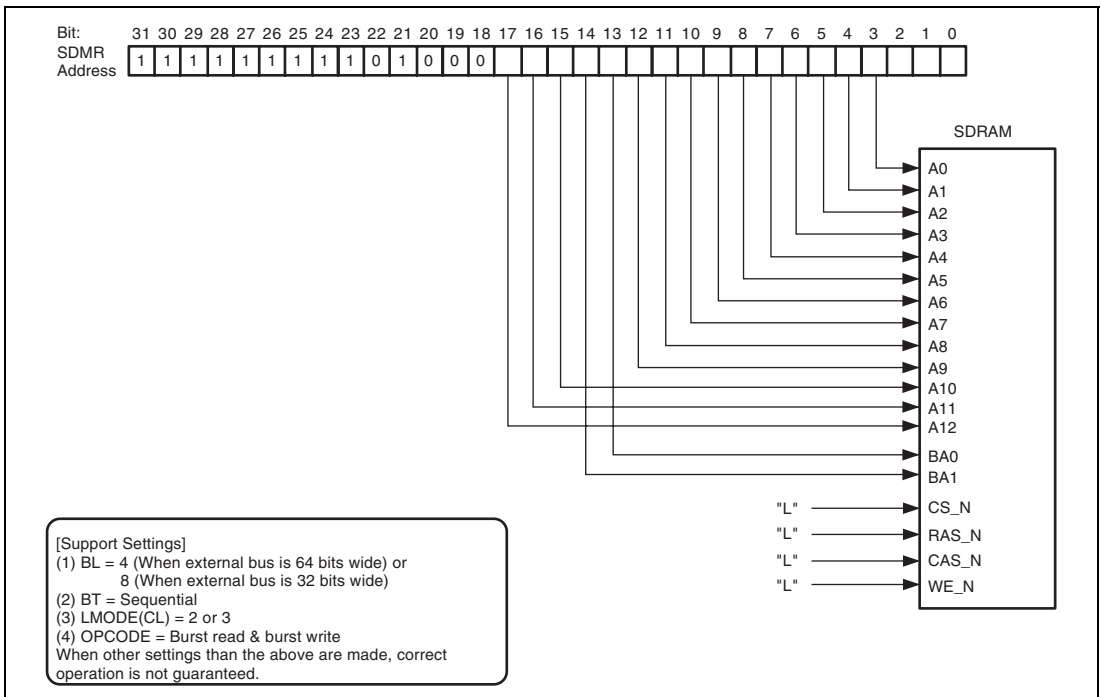 Bit: 31 30 29 28 27 26 25 24 23 22 21 20 19 18 17 16 15 14 13 12 11 10 9 8 7 6 5 4 3 2 1 0
SDMR
Address 1 1 1 1 1 1 1 1 1 0 1 0 0 0
SDRAM
A0
A1
A2
A3
A4
A5
A6
A7
A8
A9
A10
A11
A12
BA0
BA1
"L" CS_N
"L" RAS_N
"L" CAS_N
"L" WE_N
[Support Settings]
(1) BL = 4 (When external bus is 64 bits wide) or
8 (When external bus is 32 bits wide)
(2) BT = Sequential
(3) LMODE(CL) = 2 or 3
(4) OPCODE = Burst read & burst write
When other settings than the above are made, correct
operation is not guaranteed.